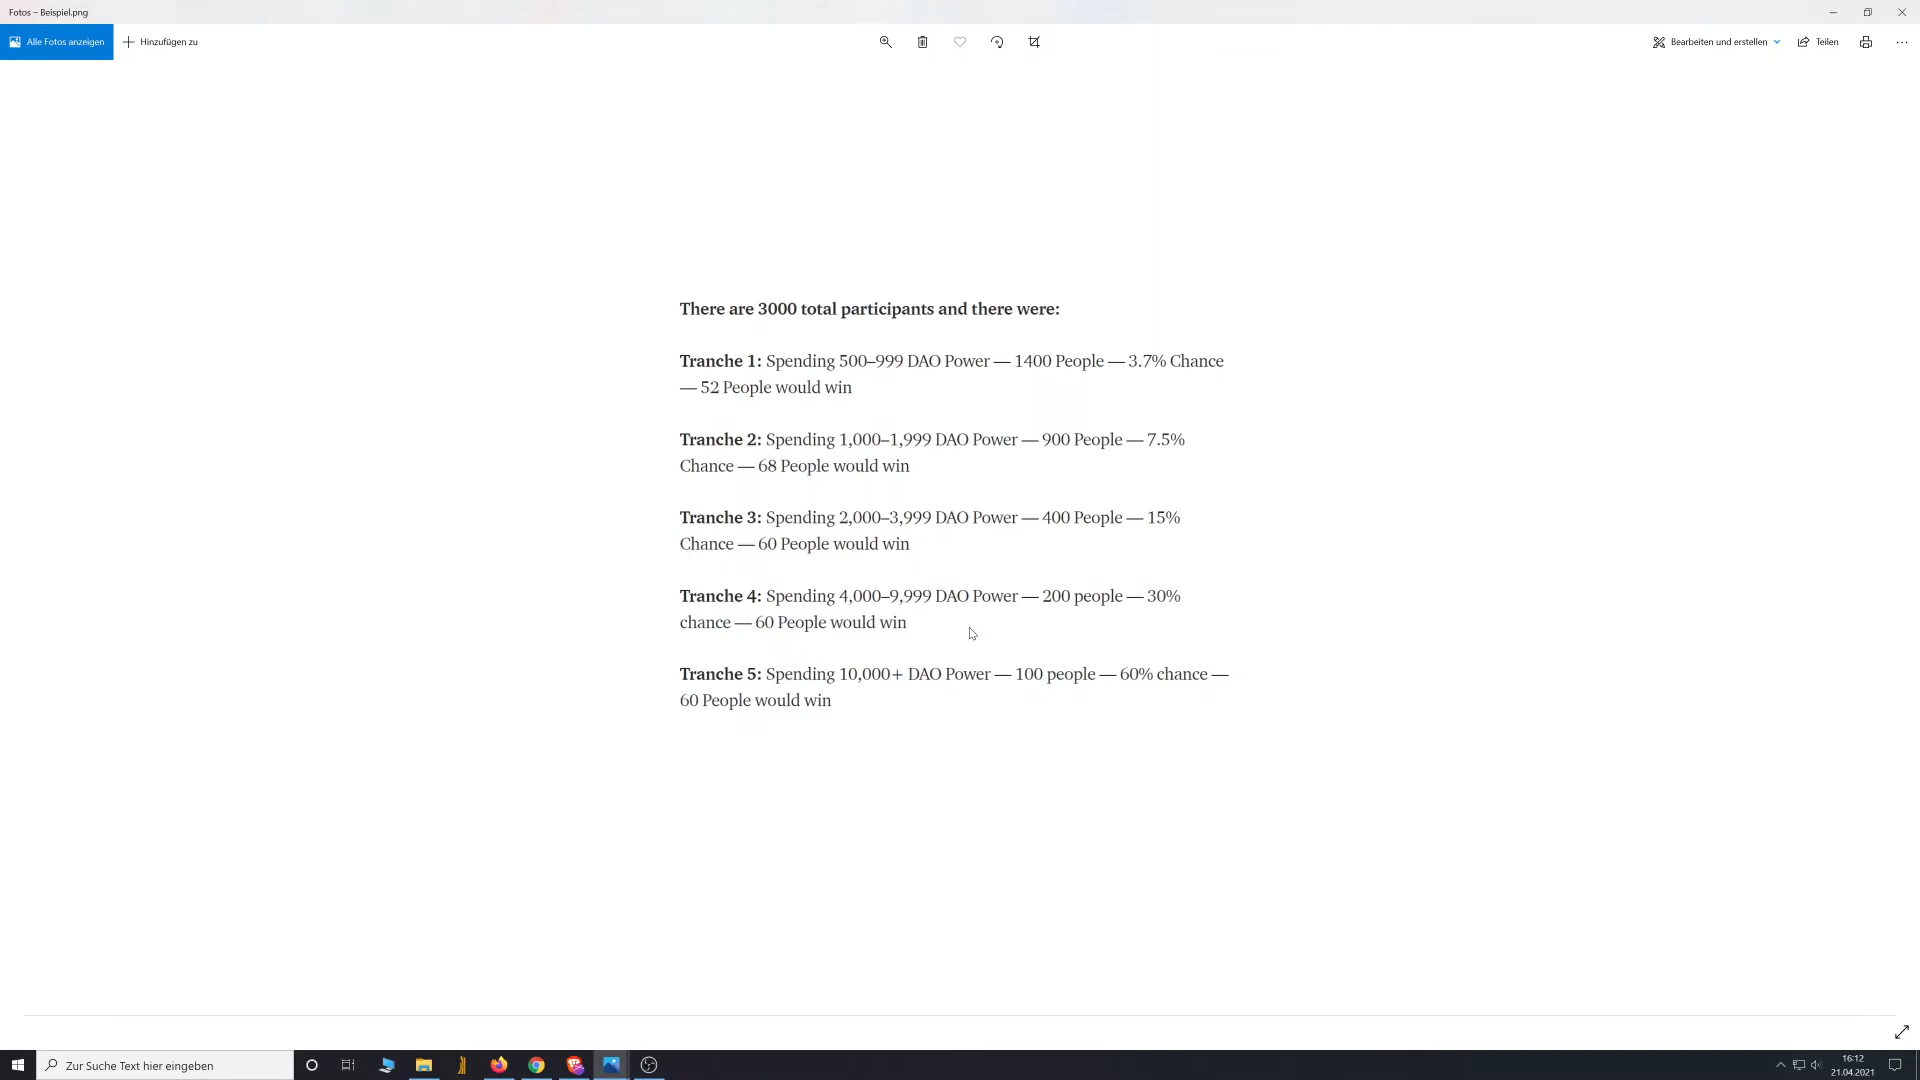 Fotos – Beispiel.png
Alle Fotos anzeigen
Hinzufügen zu
Bearbeiten und erstellen
Teilen
There are 3000 total participants and there were:
Tranche 1: Spending 500–999 DAO Power — 1400 People — 3.7% Chance
— 52 People would win
Tranche 2: Spending 1,000–1,999 DAO Power — 900 People — 7.5%
Chance — 68 People would win
Tranche 3: Spending 2,000–3,999 DAO Power — 400 People — 15%
Chance — 60 People would win
Tranche 4: Spending 4,000–9,999 DAO Power — 200 people — 30%
chance — 60 People would win
Tranche 5: Spending 10,000+ DAO Power — 100 people — 60% chance —
60 People would win
Zur Suche Text hier eingeben
16:12
21.04.2021